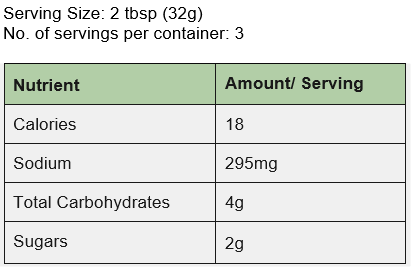 Serving Size: 2 tbsp (32g)
No. of servings per container: 3
Nutrient Amount/ Serving
Calories 18
Sodium 295mg
Total Carbohydrates 4g
Sugars 2g